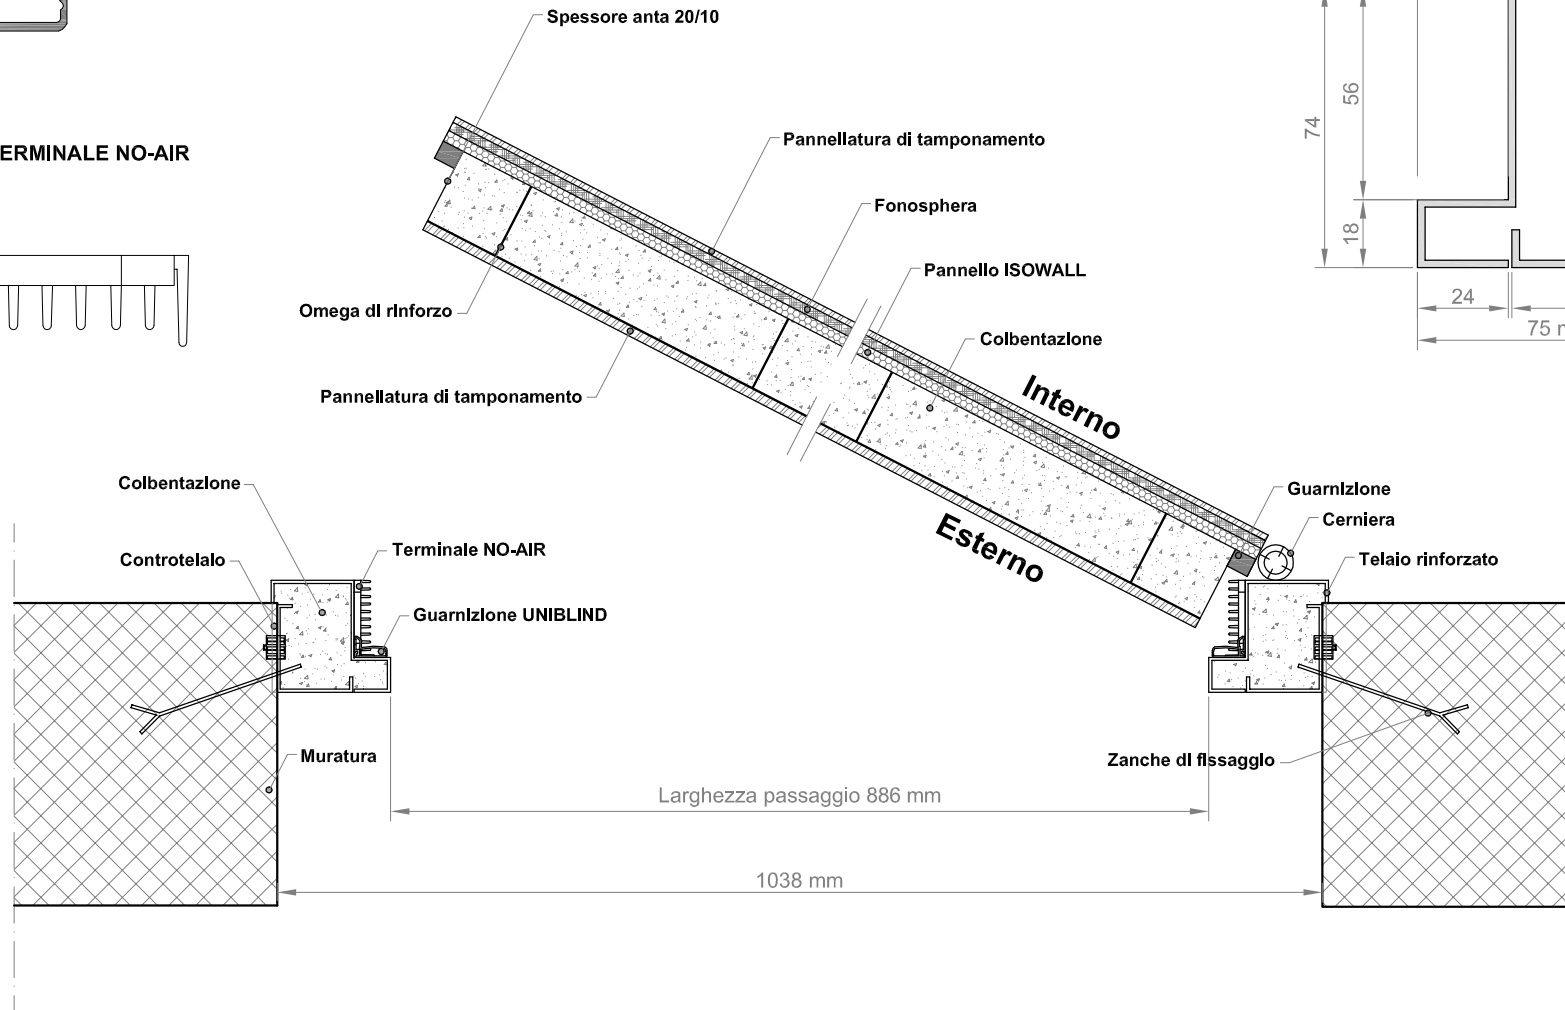 Spessore anta 20/10
ERMINALE NO-AIR
Pannellatura di tamponamento
Fonosphera
Pannello ISOWALL
Omega di rinforzo
Colbentazione
Pannellatura di tamponamento
Interno
Esterno
Colbentazione
Controtelaio
Terminale NO-AIR
Guarnizione UNIBLIND
Guarnizione
Cerniera
Telaio rinforzato
Muratura
Zanche di fissaggio
Larghezza passaggio 886 mm
1038 mm
74
56
18
24
75 m